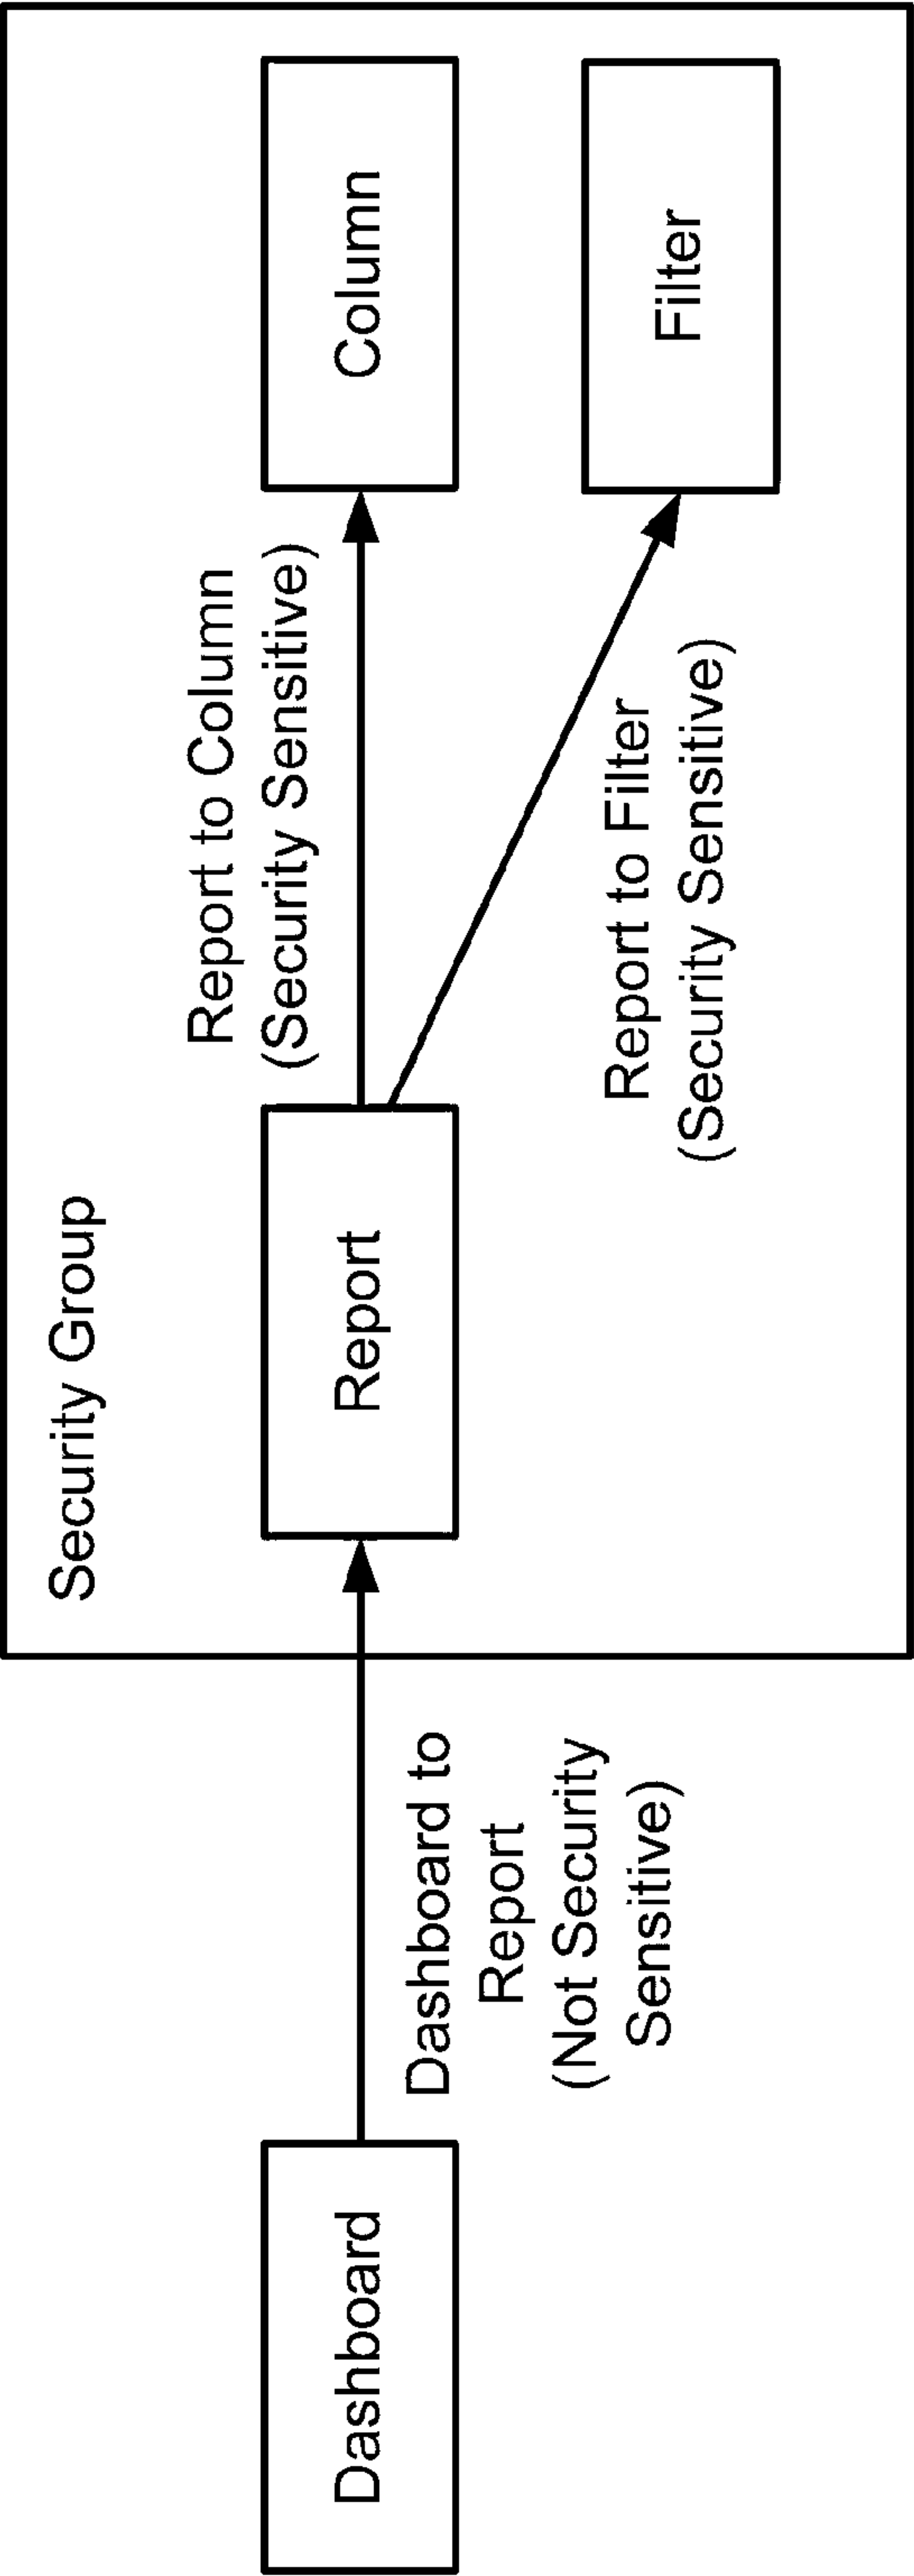 Security Group
Dashboard
Dashboard to
Report
(Not Security
Sensitive)
Report
Report to Column
(Security Sensitive)
Column
Report to Filter
(Security Sensitive)
Filter